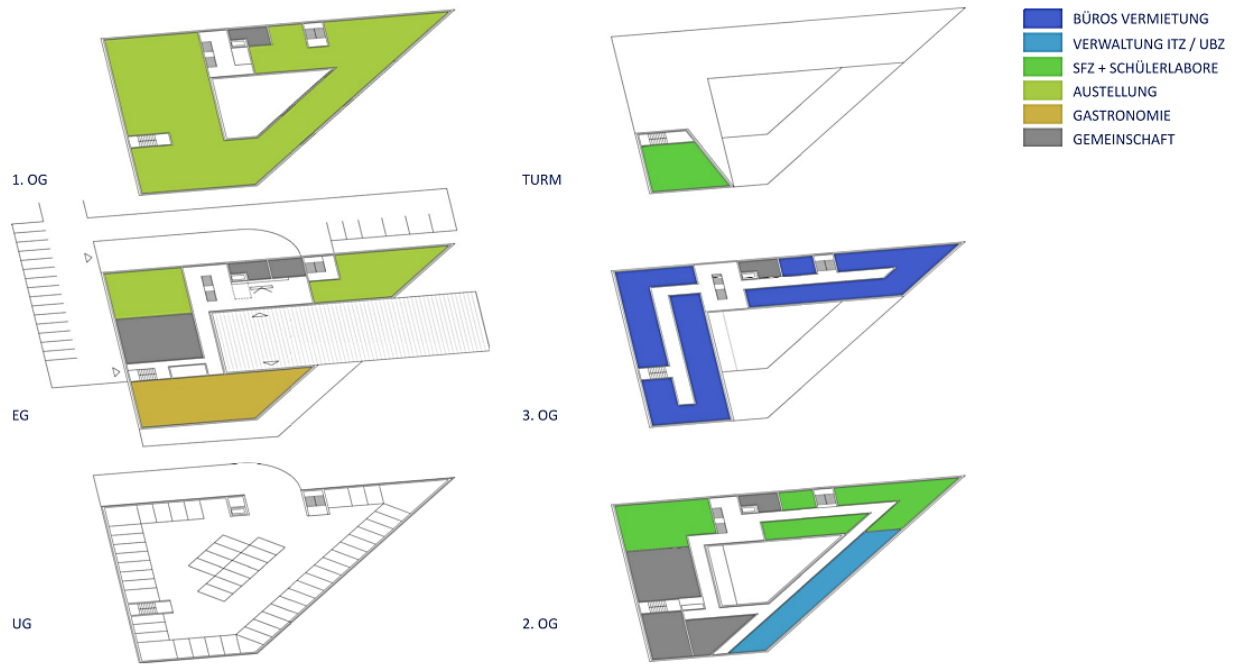 BÜROS VERMIETUNG
VERWALTUNG ITZ / UBZ
SFZ + SCHÜLERLABORE
AUSTELLUNG
GASTRONOMIE
GEMEINSCHAFT
1. OG
TURM
EG
3. OG
UG
2. OG